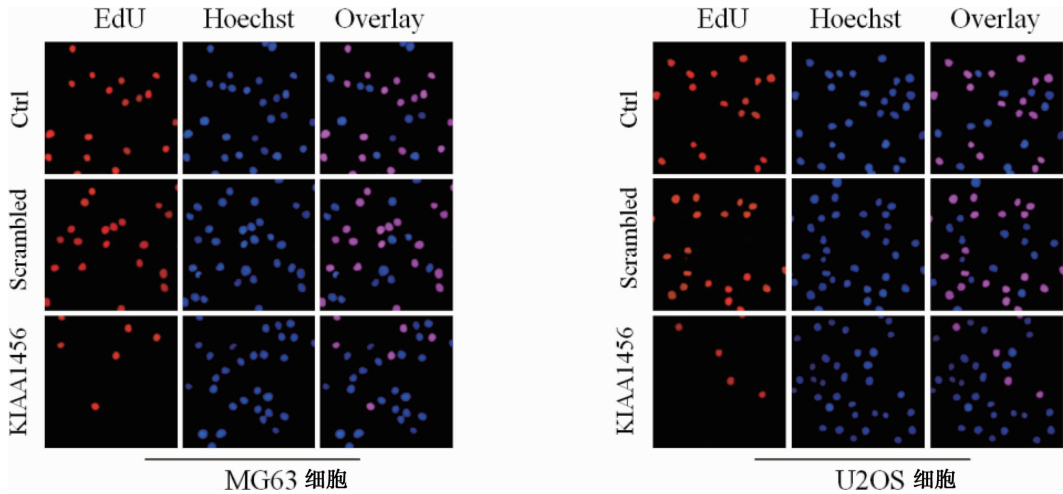 EdU Hoechst Overlay EdU Hoechst Overlay
Ctrl Ctrl
Scrambled Scrambled
KIAA1456 KIAA1456
MG63 细胞 U2OS 细胞